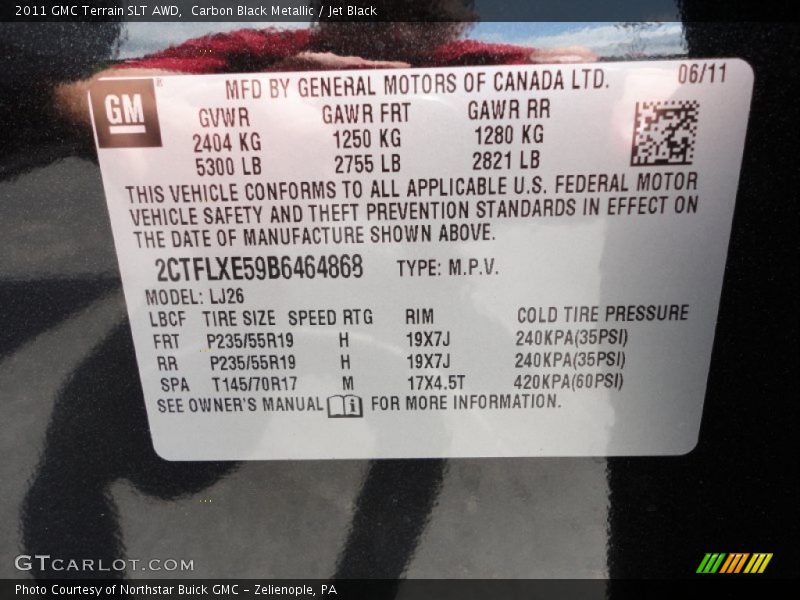 2011 GMC Terrain SLT AWD,  Carbon Black Metallic / Jet Black
GM®
MFD BY GENERAL MOTORS OF CANADA LTD. 06/11
GVWR GAWR FRT GAWR RR
2404 KG 1250 KG 1280 KG
5300 LB 2755 LB 2821 LB
THIS VEHICLE CONFORMS TO ALL APPLICABLE U.S. FEDERAL MOTOR
VEHICLE SAFETY AND THEFT PREVENTION STANDARDS IN EFFECT ON
THE DATE OF MANUFACTURE SHOWN ABOVE.
2CTFLXE59B6464868 TYPE: M.P.V.
MODEL: LJ26
LBCF TIRE SIZE SPEED RTG RIM COLD TIRE PRESSURE
FRT P235/55R19 H 19X7J 240KPA(35PSI)
RR P235/55R19 H 19X7J 240KPA(35PSI)
SPA T145/70R17 M 17X4.5T 420KPA(60PSI)
SEE OWNER'S MANUAL i FOR MORE INFORMATION.
GTCARLOT.COM
Photo Courtesy of Northstar Buick GMC - Zelienople, PA